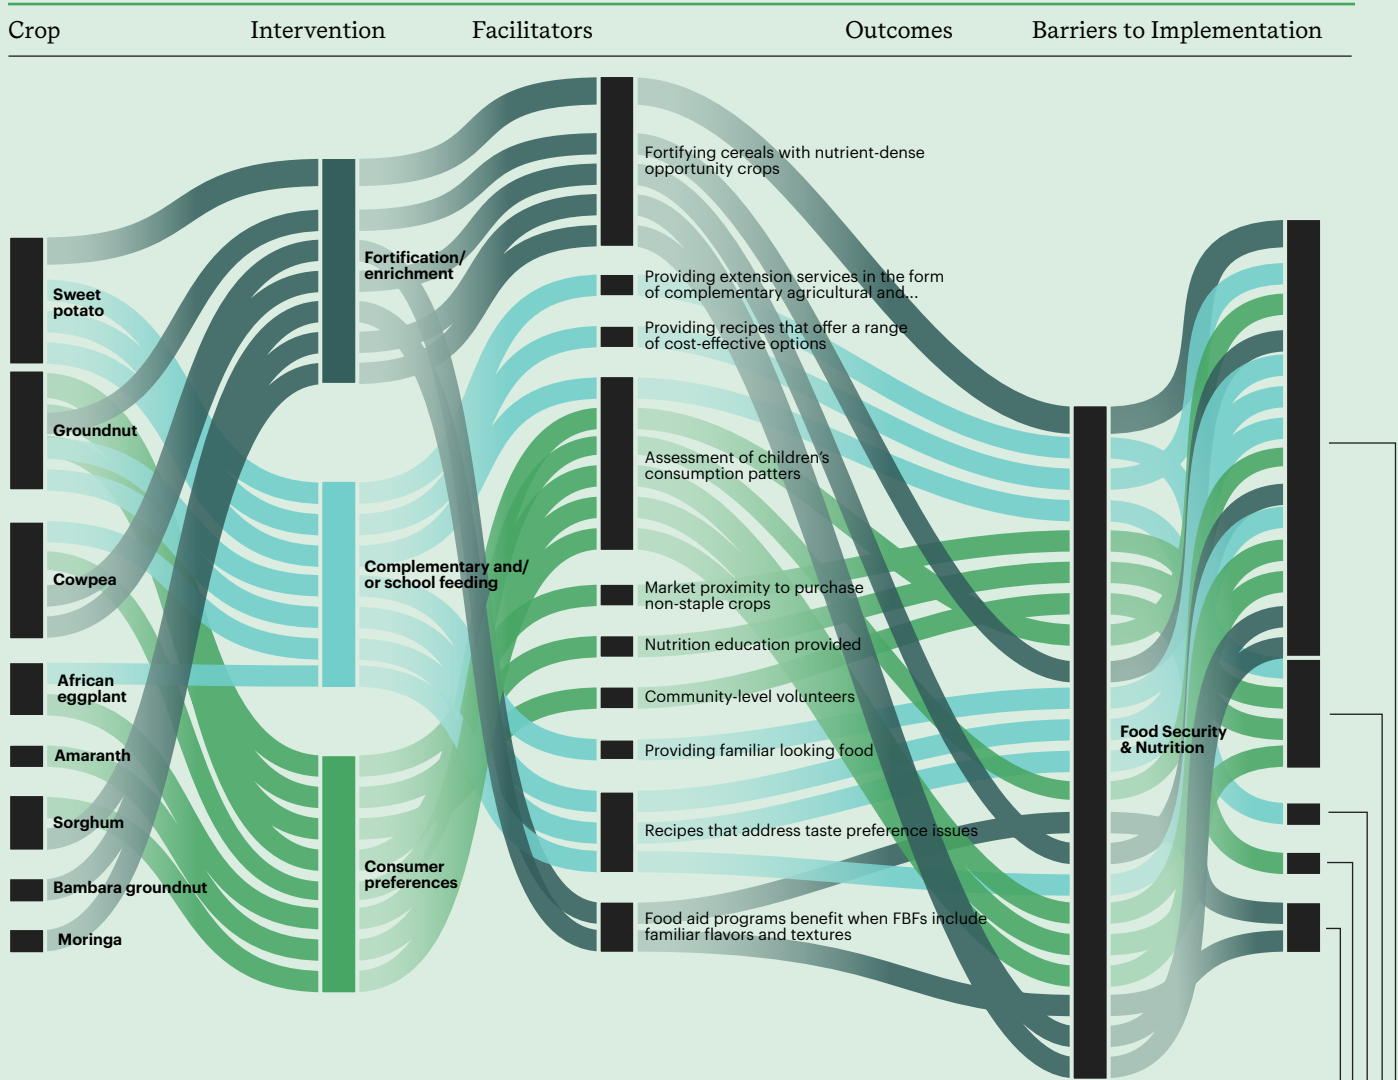 Crop
Intervention
Facilitators
Outcomes
Barriers to Implementation
Sweet
potato
Groundnut
Cowpea
African
eggplant
Amaranth
Sorghum
Bambara groundnut
Moringa
Fortification/
enrichment
Complementary and/
or school feeding
Consumer
preferences
Fortifying cereals with nutrient-dense
opportunity crops
Providing extension services in the form
of complementary agricultural and...
Providing recipes that offer a range
of cost-effective options
Assessment of children's
consumption patters
Market proximity to purchase
non-staple crops
Nutrition education provided
Community-level volunteers
Providing familiar looking food
Recipes that address taste preference issues
Food aid programs benefit when FBFs include
familiar flavors and textures
Food Security
& Nutrition